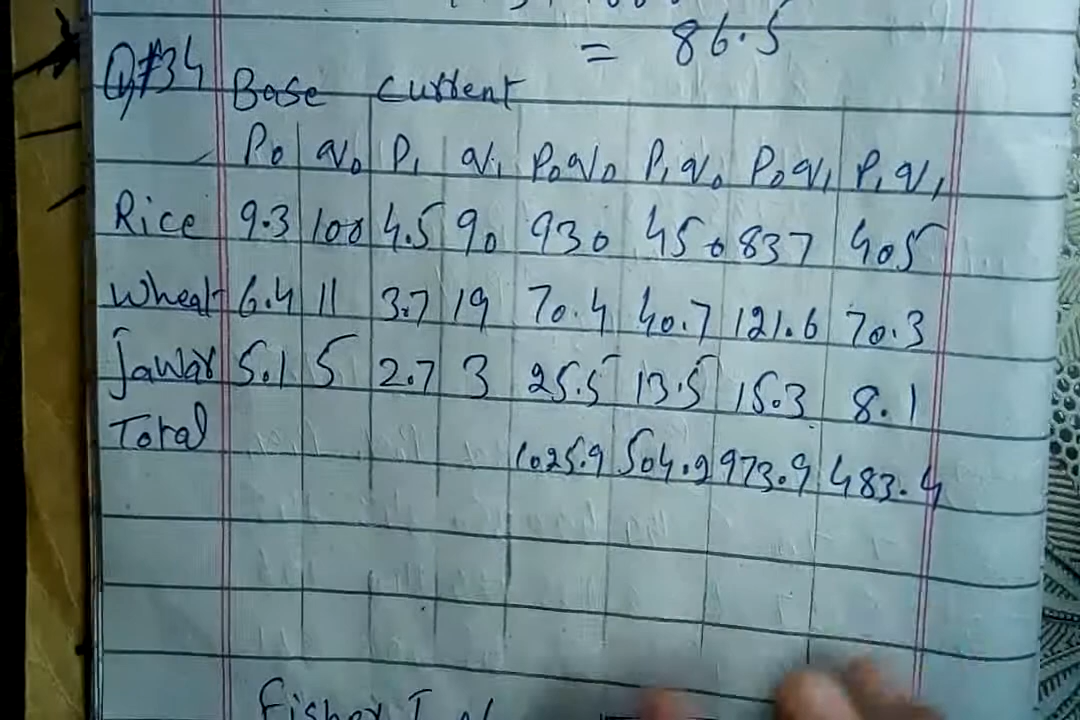 = 86.5
Q#34 Base Current
P₀ q₀ P₁ q₁ P₀q₀ P₁q₀ P₀q₁ P₁q₁
Rice 9.3 100 4.5 90 930 450 837 405
Wheat 6.4 11 3.7 19 70.4 40.7 121.6 70.3
Jawar 5.1 5 2.7 3 25.5 13.5 15.3 8.1
Total 1025.9 504.2 973.9 483.4
Fisher I